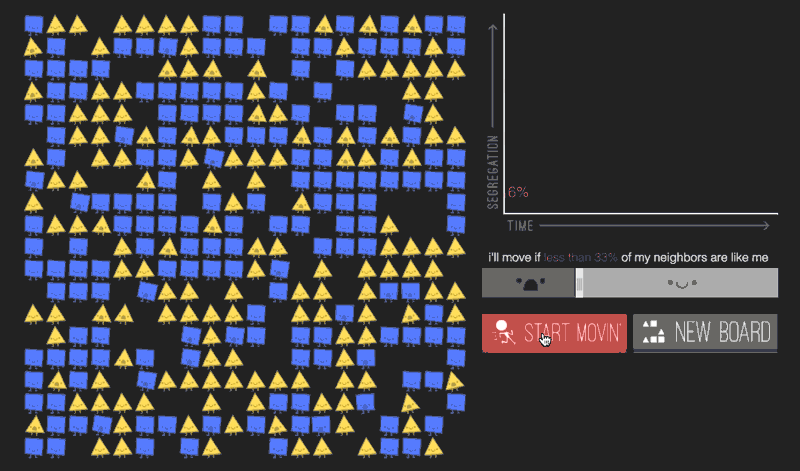 SEGREGATION
6%
TIME
i'll move if less than 33% of my neighbors are like me
START MOVIN'
NEW BOARD